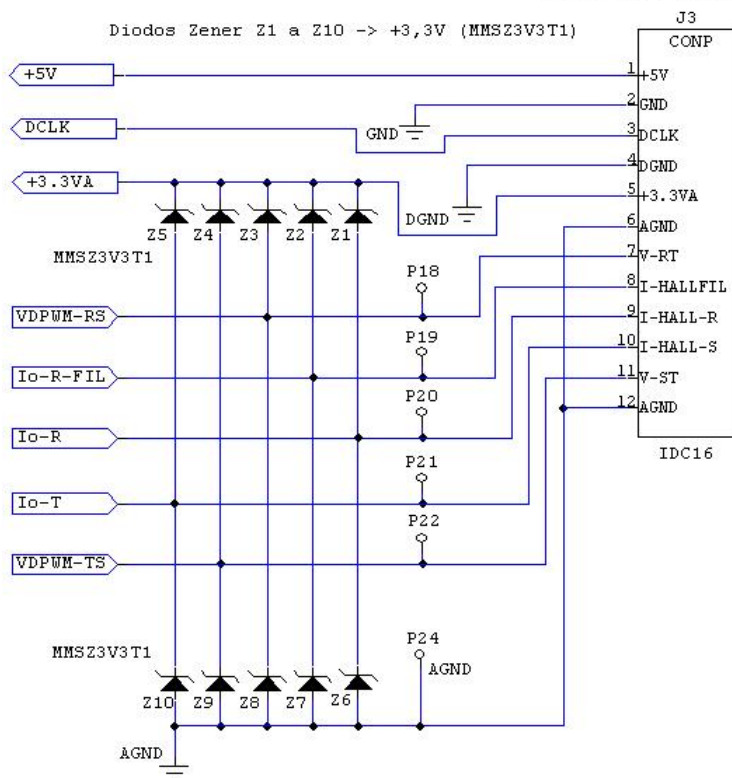 J3
CONP
Diodos Zener Z1 a Z10 -> +3,3V (MMSZ3V3T1)
+5V
1
+5V
2
GND
GND
DCLK
3
DCLK
4
DGND
DGND
+3.3VA
5
+3.3VA
6
AGND
Z5
Z4
Z3
Z2
Z1
MMSZ3V3T1
7
V-RT
P18
8
I-HALLFIL
VDPWM-RS
9
I-HALL-R
P19
10
I-HALL-S
Io-R-FIL
11
V-ST
P20
12
AGND
Io-R
IDC16
P21
Io-T
P22
VDPWM-TS
P24
MMSZ3V3T1
AGND
Z10
Z9
Z8
Z7
Z6
AGND